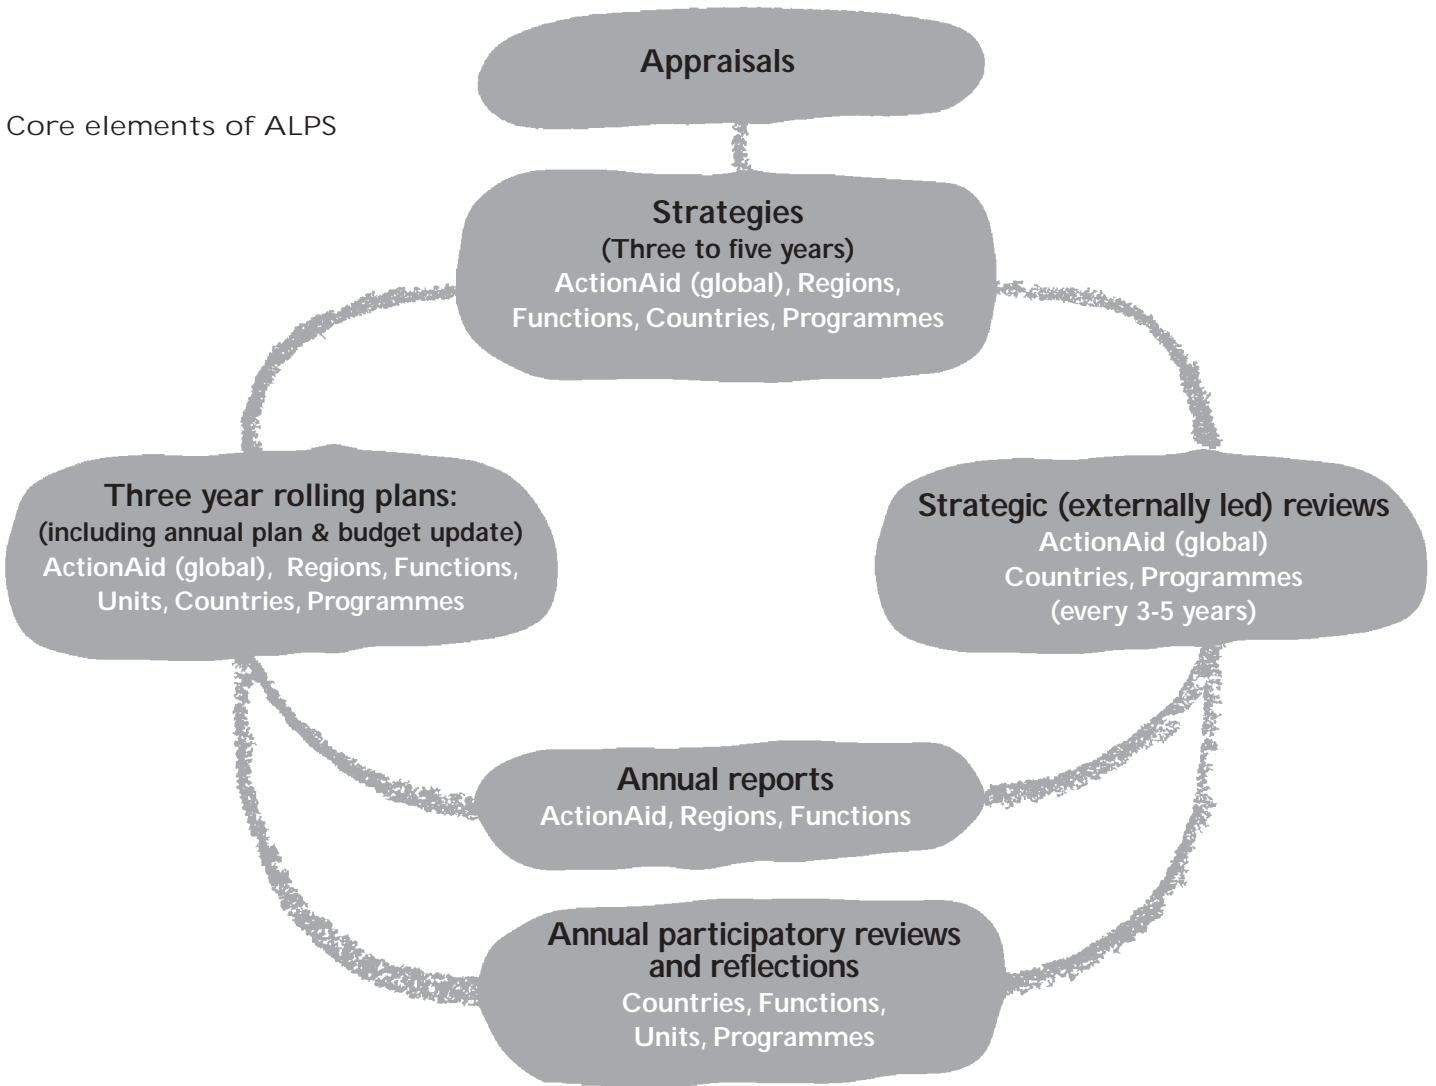 Appraisals
Core elements of ALPS
Strategies
(Three to five years)
ActionAid (global), Regions,
Functions, Countries, Programmes
Three year rolling plans:
(including annual plan & budget update)
ActionAid (global), Regions, Functions,
Units, Countries, Programmes
Strategic (externally led) reviews
ActionAid (global)
Countries, Programmes
(every 3-5 years)
Annual reports
ActionAid, Regions, Functions
Annual participatory reviews
and reflections
Countries, Functions,
Units, Programmes